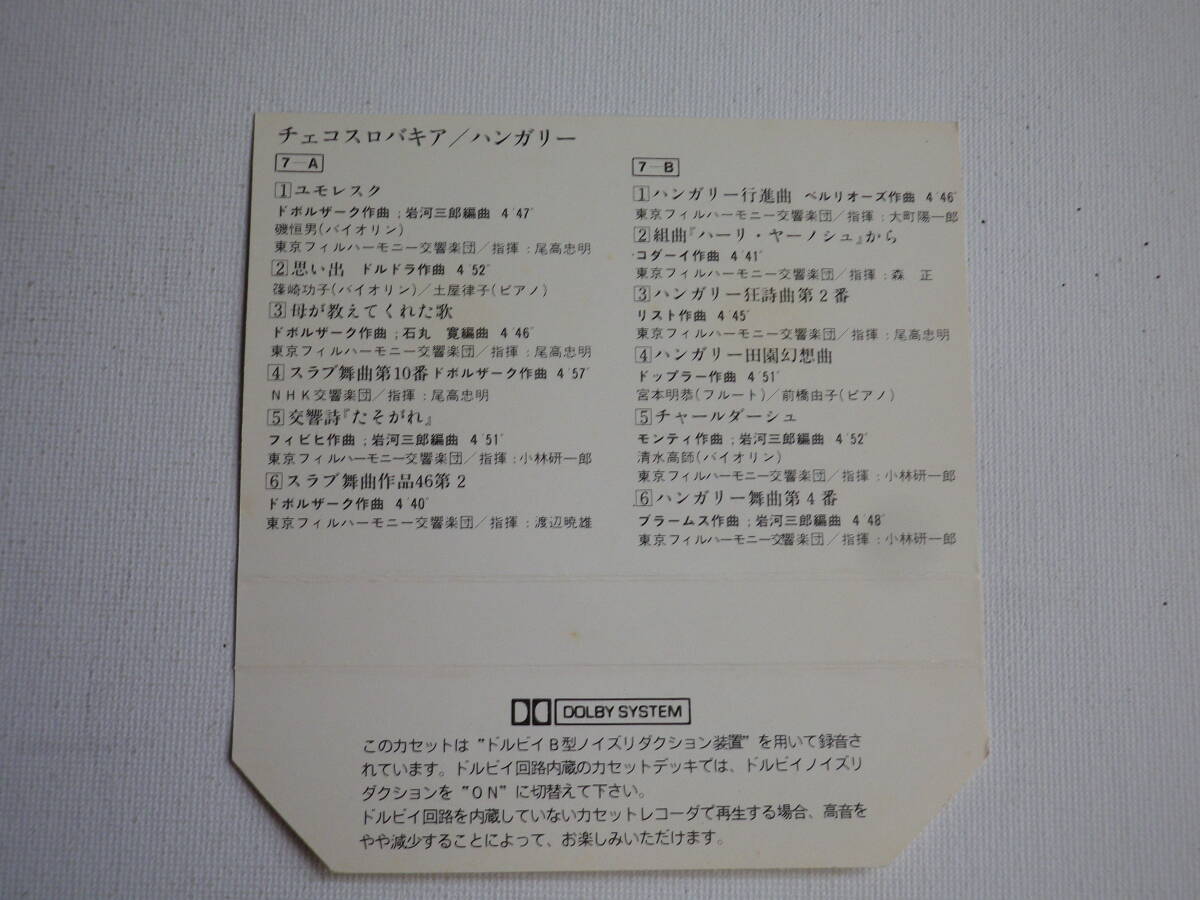 チェコスロバキア／ハンガリー
7－A
1 ユモレスク
ドボルザーク作曲；岩河三郎編曲 4′47″
磯恒男（バイオリン）
東京フィルハーモニー交響楽団／指揮：尾高忠明
2 思い出 ドルドラ作曲 4′52″
篠崎功子（バイオリン）／土屋律子（ピアノ）
3 母が教えてくれた歌
ドボルザーク作曲；石丸 寛編曲 4′46″
東京フィルハーモニー交響楽団／指揮：尾高忠明
4 スラブ舞曲第10番 ドボルザーク作曲 4′57″
NHK交響楽団／指揮：尾高忠明
5 交響詩『たそがれ』
フィビヒ作曲；岩河三郎編曲 4′51″
東京フィルハーモニー交響楽団／指揮：小林研一郎
6 スラブ舞曲作品46第2
ドボルザーク作曲 4′40″
東京フィルハーモニー交響楽団／指揮：渡辺暁雄
7－B
1 ハンガリー行進曲 ベルリオーズ作曲 4′46″
東京フィルハーモニー交響楽団／指揮：大町陽一郎
2 組曲『ハーリ・ヤーノシュ』から
コダーイ作曲 4′41″
東京フィルハーモニー交響楽団／指揮：森 正
3 ハンガリー狂詩曲第2番
リスト作曲 4′45″
東京フィルハーモニー交響楽団／指揮：尾高忠明
4 ハンガリー田園幻想曲
ドップラー作曲 4′51″
宮本明恭（フルート）／前橋由子（ピアノ）
5 チャールダーシュ
モンティ作曲；岩河三郎編曲 4′52″
清水高師（バイオリン）
東京フィルハーモニー交響楽団／指揮：小林研一郎
6 ハンガリー舞曲第4番
ブラームス作曲；岩河三郎編曲 4′48″
東京フィルハーモニー交響楽団／指揮：小林研一郎
DOLBY SYSTEM
このカセットは“ドルビイB型ノイズリダクション装置”を用いて録音さ
れています。ドルビイ回路内蔵のカセットデッキでは、ドルビイノイズリ
ダクションを“ON”に切替えて下さい。
ドルビイ回路を内蔵していないカセットレコーダで再生する場合、高音を
やや減少することによって、お楽しみいただけます。